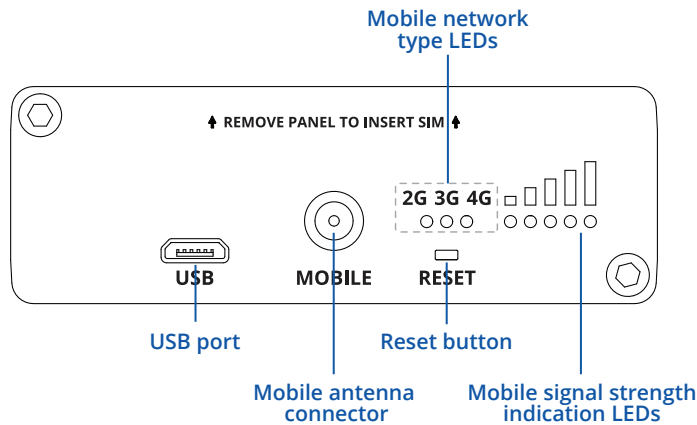 Mobile network
type LEDs
REMOVE PANEL TO INSERT SIM
2G 3G 4G
USB
MOBILE
RESET
USB port
Reset button
Mobile antenna
connector
Mobile signal strength
indication LEDs